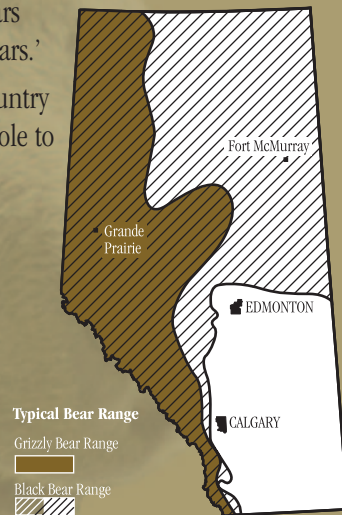 ars
ars.’
untry
ole to
Fort McMurray
Grande
Prairie
EDMONTON
CALGARY
Typical Bear Range
Grizzly Bear Range
Black Bear Range